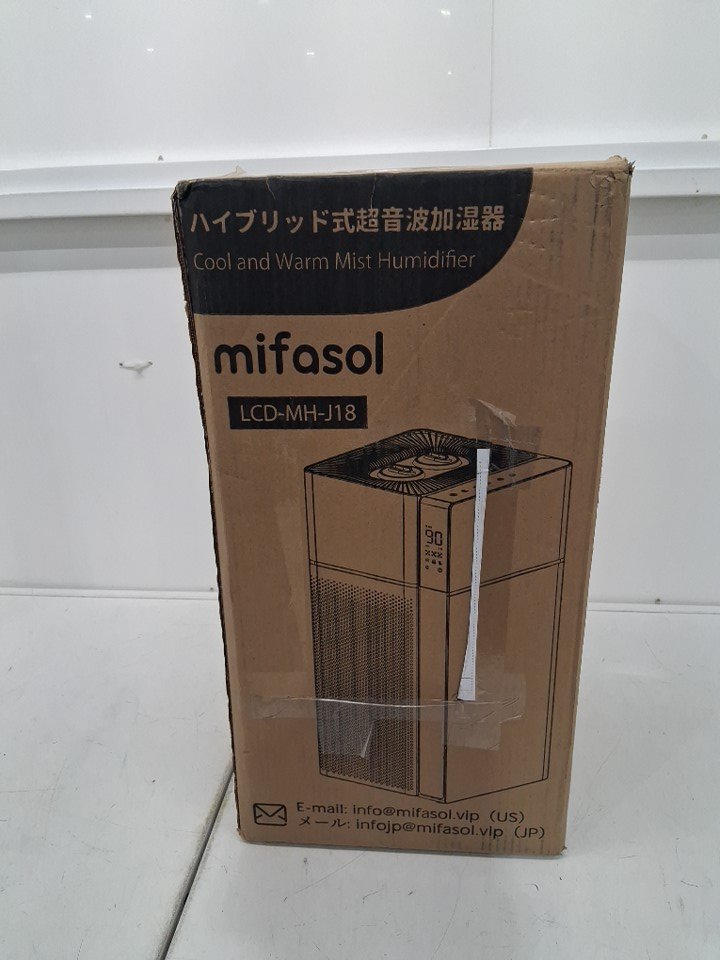 ハイブリッド式超音波加湿器
Cool and Warm Mist Humidifier
mifasol
LCD-MH-J18
90
E-mail: info@mifasol.vip (US)
メール: infojp@mifasol.vip (JP)